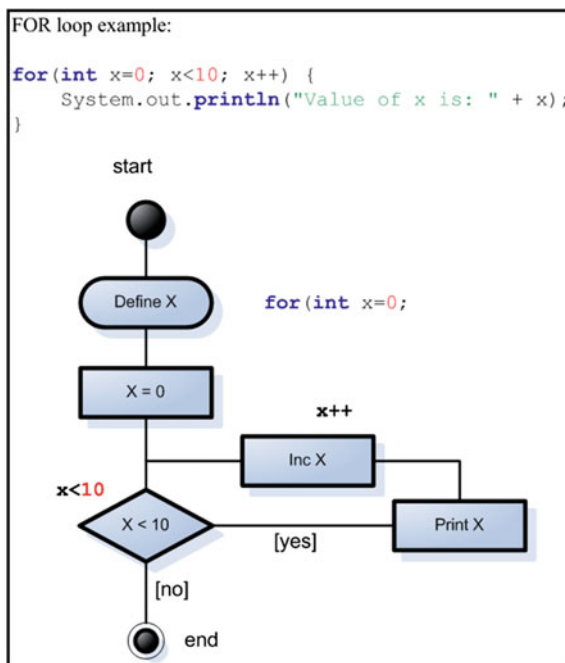 FOR loop example:
for(int x=0; x<10; x++) {
    System.out.println("Value of x is: " + x);
}
start
Define X
for(int x=0;
X = 0
x++
Inc X
x<10
X < 10
[yes]
Print X
[no]
end